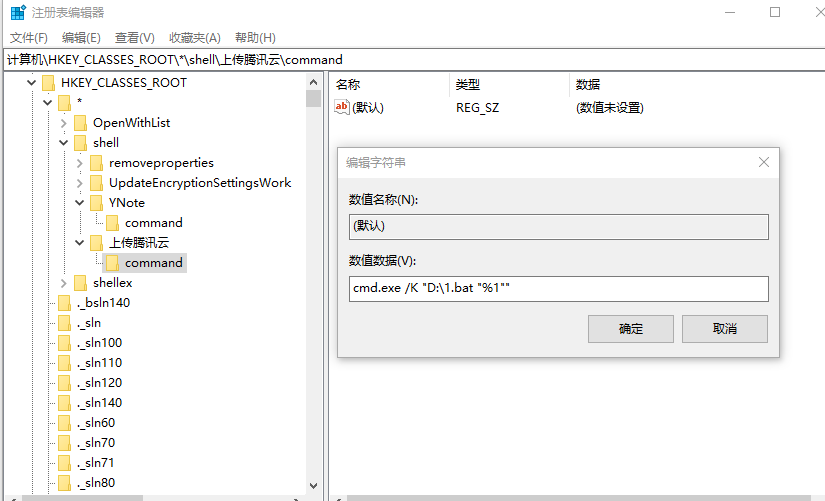 注册表编辑器
文件(F) 编辑(E) 查看(V) 收藏夹(A) 帮助(H)
计算机\HKEY_CLASSES_ROOT\*\shell\上传腾讯云\command
HKEY_CLASSES_ROOT
*
OpenWithList
shell
removeproperties
UpdateEncryptionSettingsWork
YNote
command
上传腾讯云
command
shellex
._bsln140
._sln
._sln100
._sln110
._sln120
._sln140
._sln60
._sln70
._sln71
._sln80
名称 类型 数据
ab (默认) REG_SZ (数值未设置)
编辑字符串
数值名称(N):
(默认)
数值数据(V):
cmd.exe /K "D:\1.bat "%1""
确定 取消